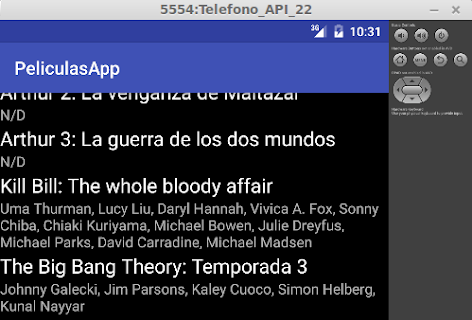 5554:Telefono_API_22
3G
10:31
PeliculasApp
Arthur 2: La venganza de Maltazar
N/D
Arthur 3: La guerra de los dos mundos
N/D
Kill Bill: The whole bloody affair
Uma Thurman, Lucy Liu, Daryl Hannah, Vivica A. Fox, Sonny
Chiba, Chiaki Kuriyama, Michael Bowen, Julie Dreyfus,
Michael Parks, David Carradine, Michael Madsen
The Big Bang Theory: Temporada 3
Johnny Galecki, Jim Parsons, Kaley Cuoco, Simon Helberg,
Kunal Nayyar